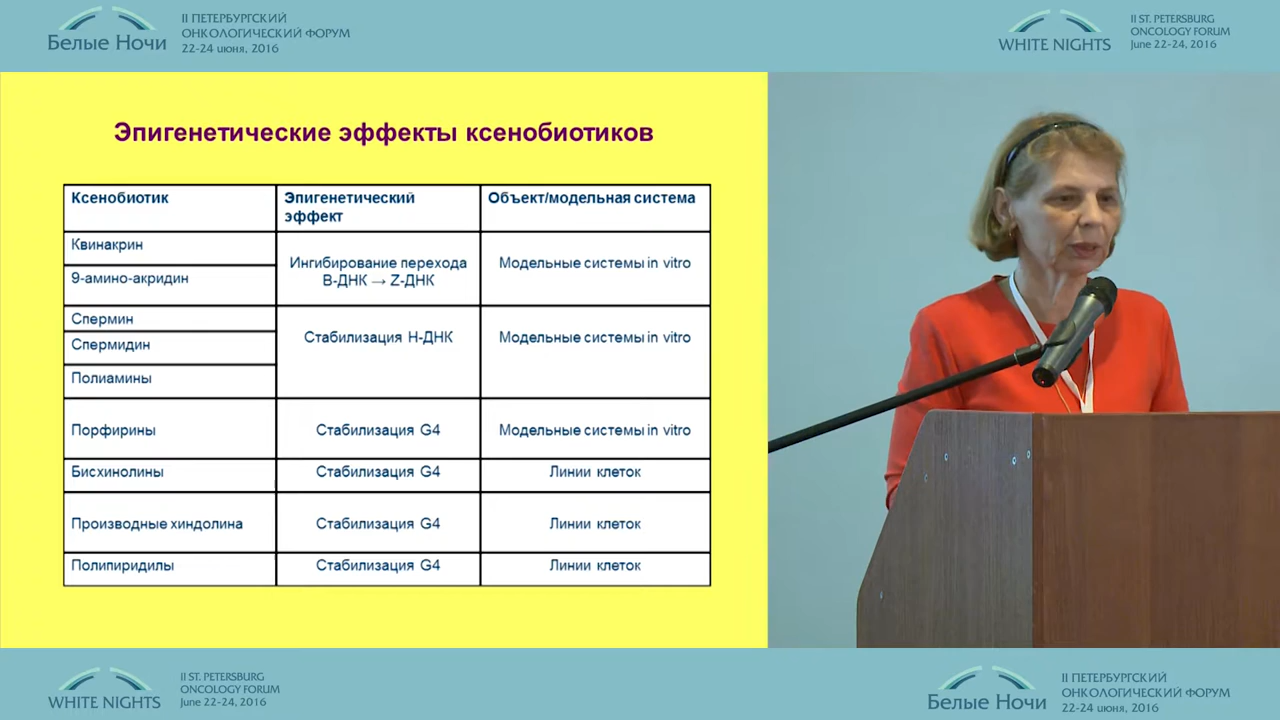 Белые Ночи
II ПЕТЕРБУРГСКИЙ
ОНКОЛОГИЧЕСКИЙ ФОРУМ
22-24 июня, 2016
WHITE NIGHTS
II ST. PETERSBURG
ONCOLOGY FORUM
June 22-24, 2016
Эпигенетические эффекты ксенобиотиков
Ксенобиотик
Эпигенетический
эффект
Объект/модельная система
Квинакрин
9-амино-акридин
Ингибирование перехода
В-ДНК → Z-ДНК
Модельные системы in vitro
Спермин
Спермидин
Полиамины
Стабилизация Н-ДНК
Модельные системы in vitro
Порфирины
Стабилизация G4
Модельные системы in vitro
Бисхинолины
Стабилизация G4
Линии клеток
Производные хиндолина
Стабилизация G4
Линии клеток
Полипиридилы
Стабилизация G4
Линии клеток
WHITE NIGHTS
II ST. PETERSBURG
ONCOLOGY FORUM
June 22-24, 2016
Белые Ночи
II ПЕТЕРБУРГСКИЙ
ОНКОЛОГИЧЕСКИЙ ФОРУМ
22-24 июня, 2016